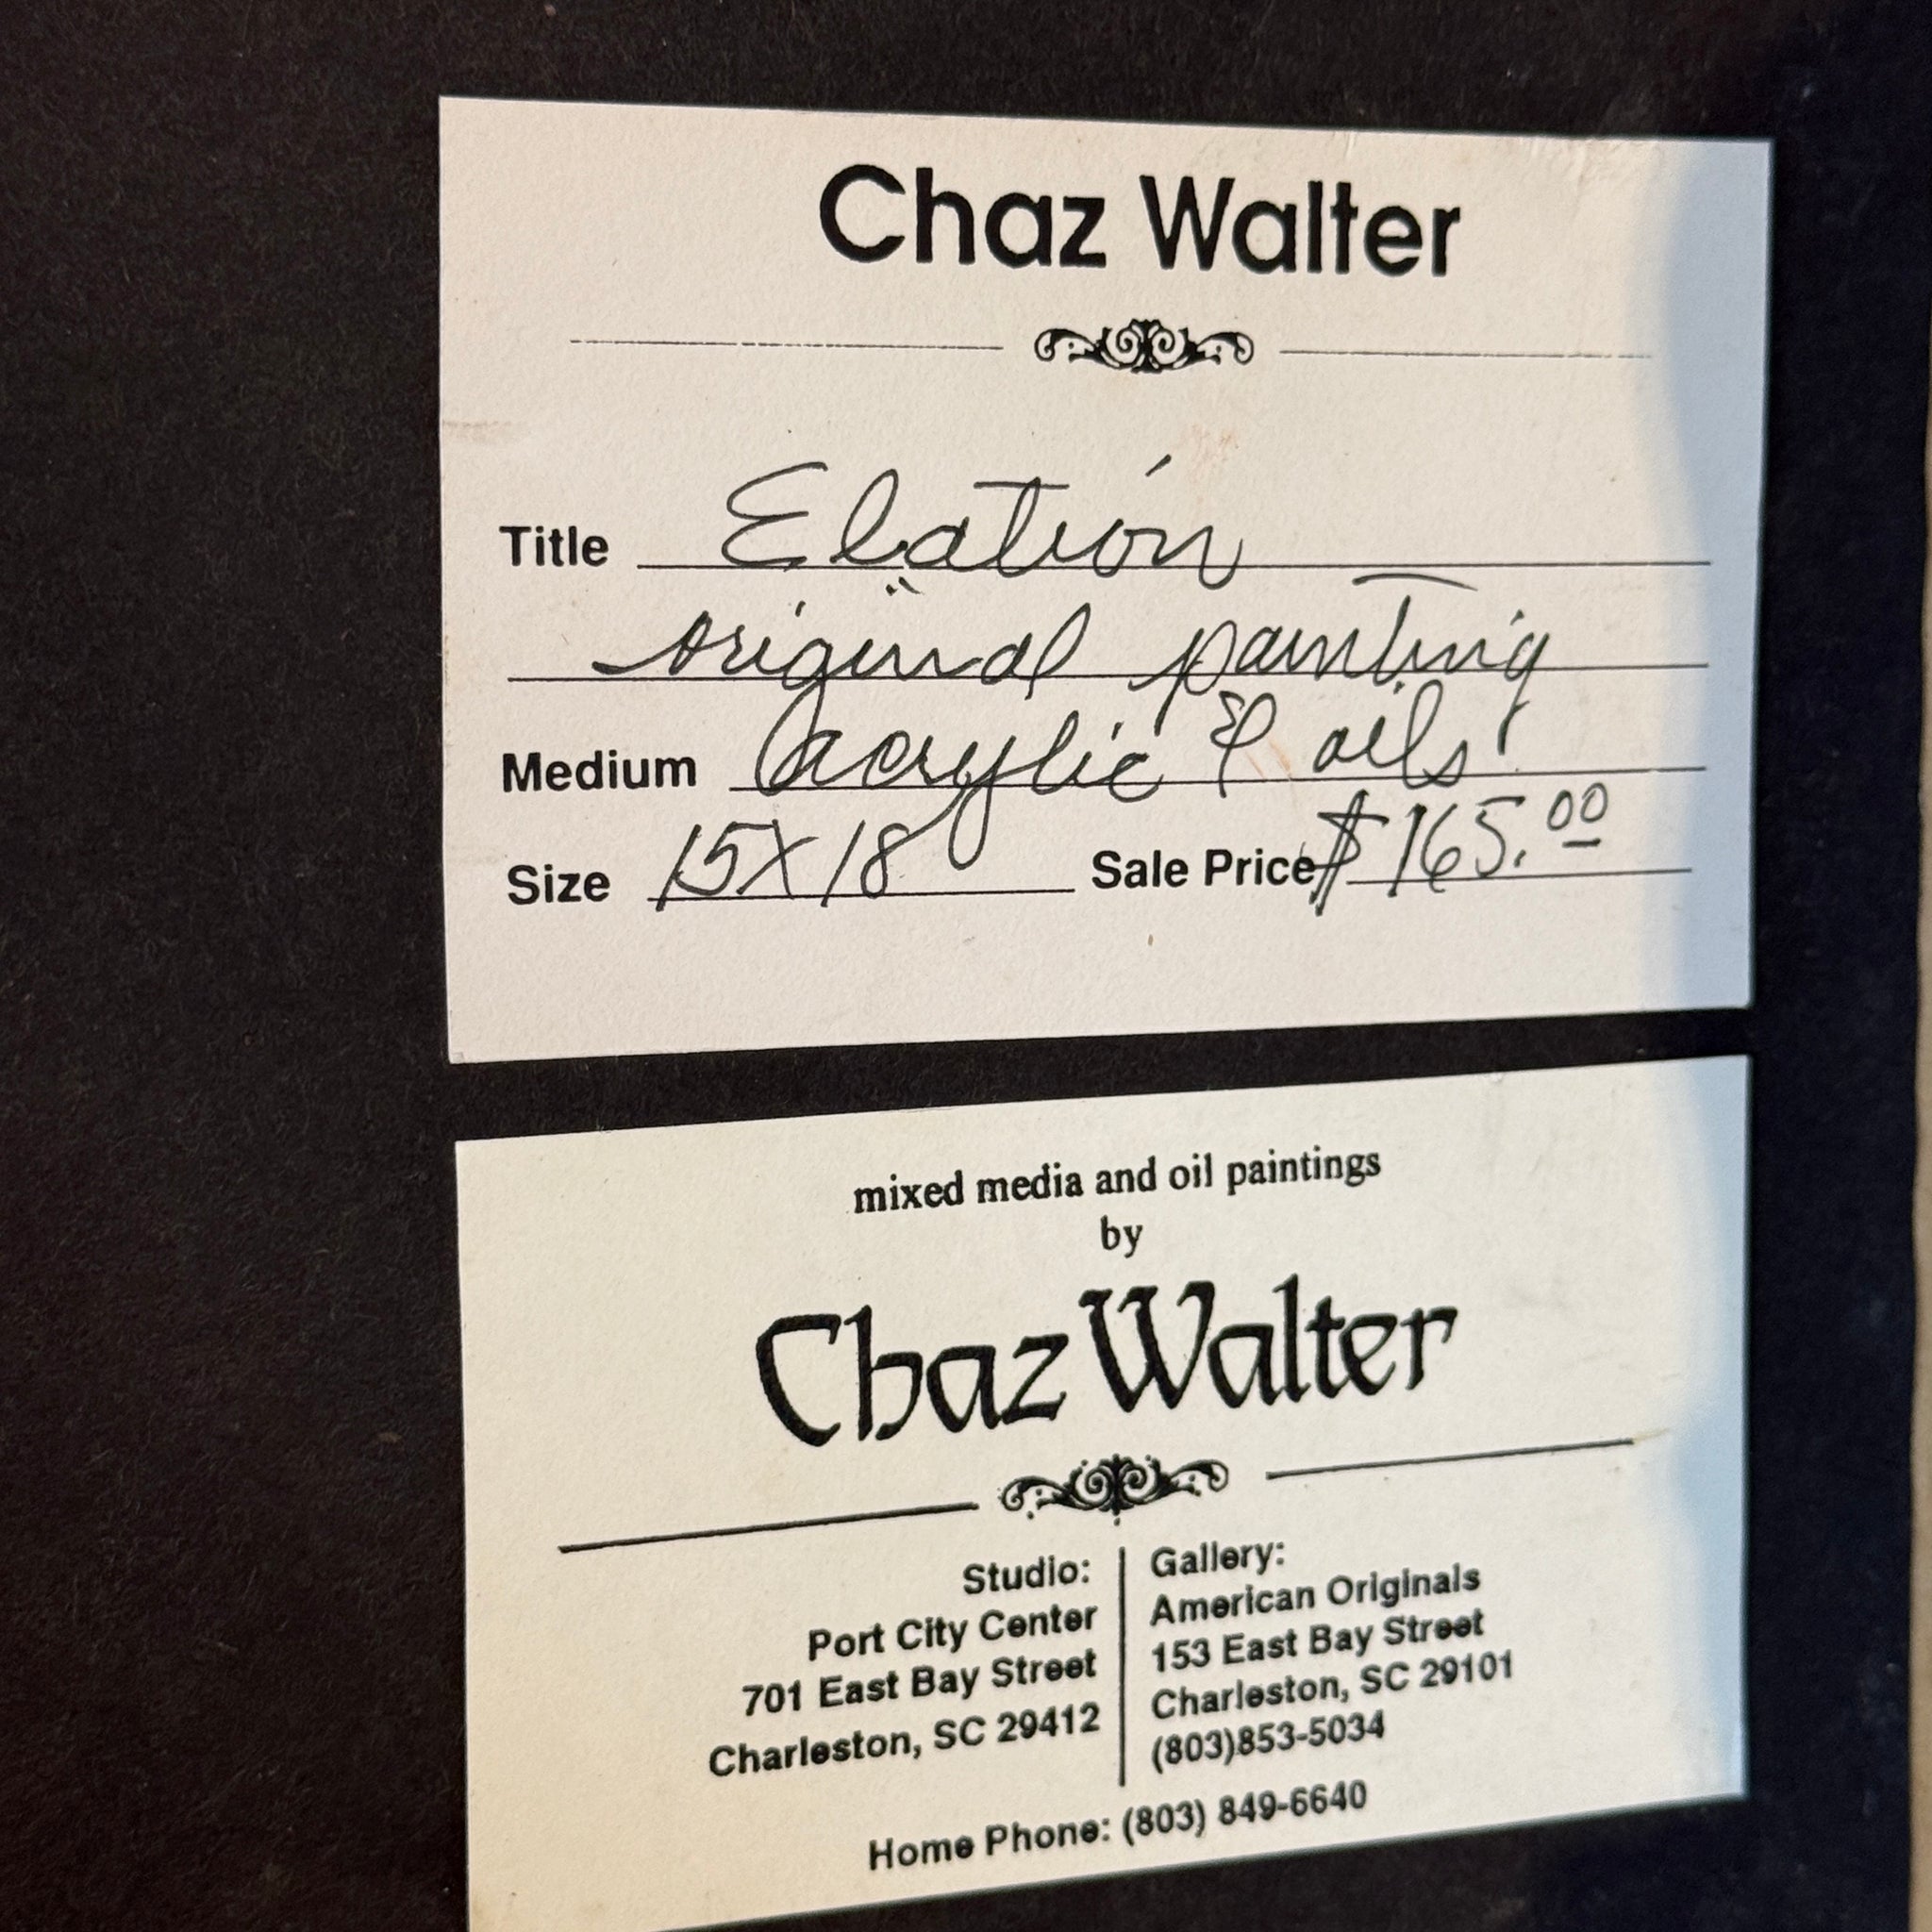 Chaz Walter
Title Elation
original painting
Medium acrylic & oils
Size 15X18 Sale Price $165.00
mixed media and oil paintings
by
Chaz Walter
Studio:
Port City Center
701 East Bay Street
Charleston, SC 29412
Gallery:
American Originals
153 East Bay Street
Charleston, SC 29101
(803)853-5034
Home Phone: (803) 849-6640